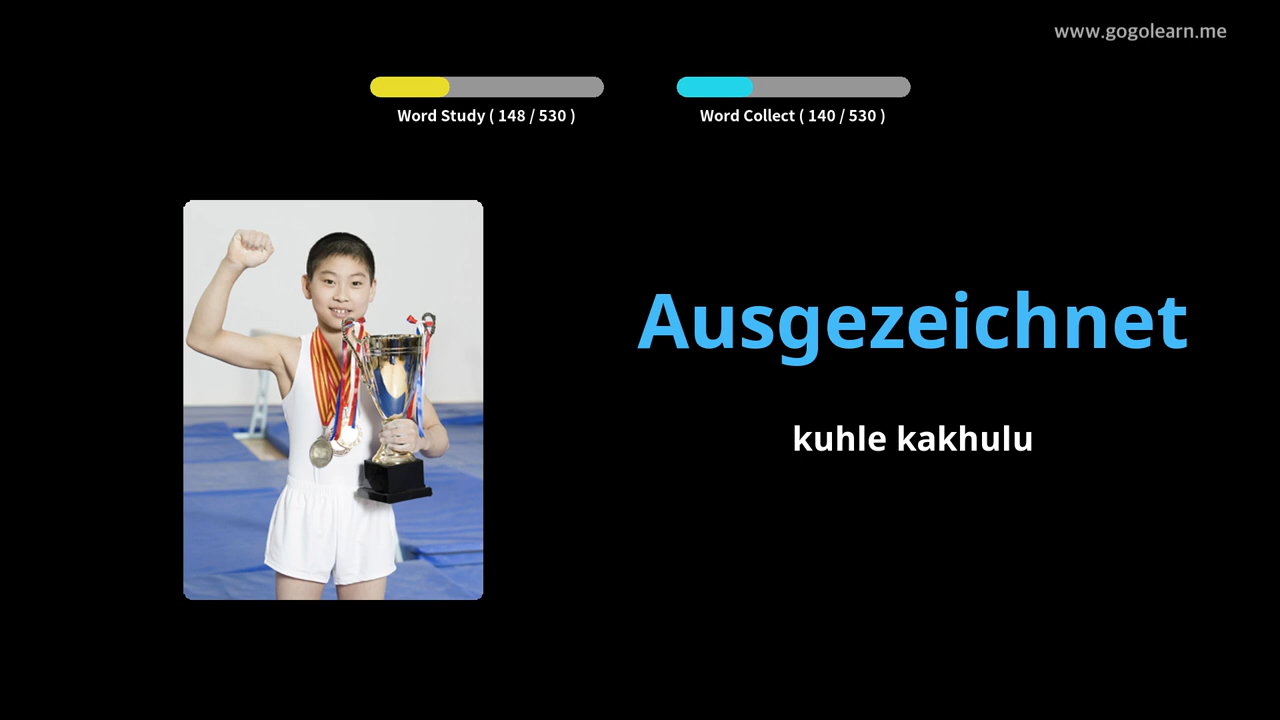 www.gogolearn.me
Word Study ( 148 / 530 )
Word Collect ( 140 / 530 )
Ausgezeichnet
kuhle kakhulu